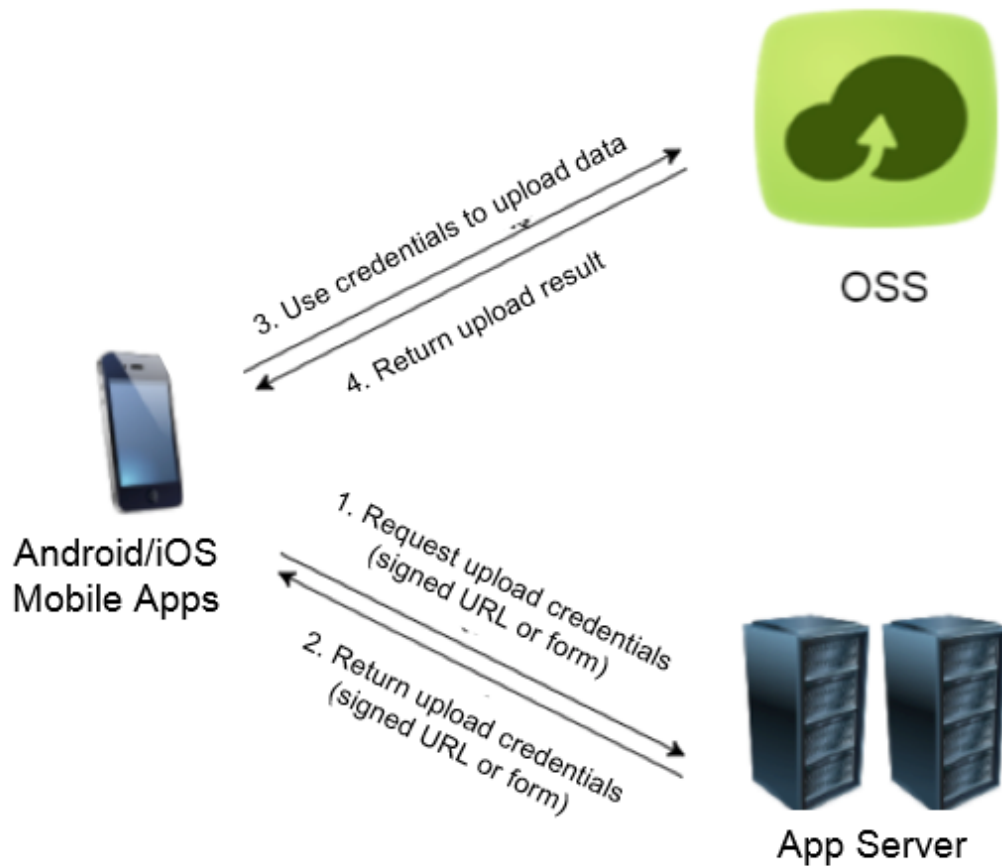 3. Use credentials to upload data
4. Return upload result
OSS
Android/iOS
Mobile Apps
1. Request upload credentials
(signed URL or form)
2. Return upload credentials
(signed URL or form)
App Server